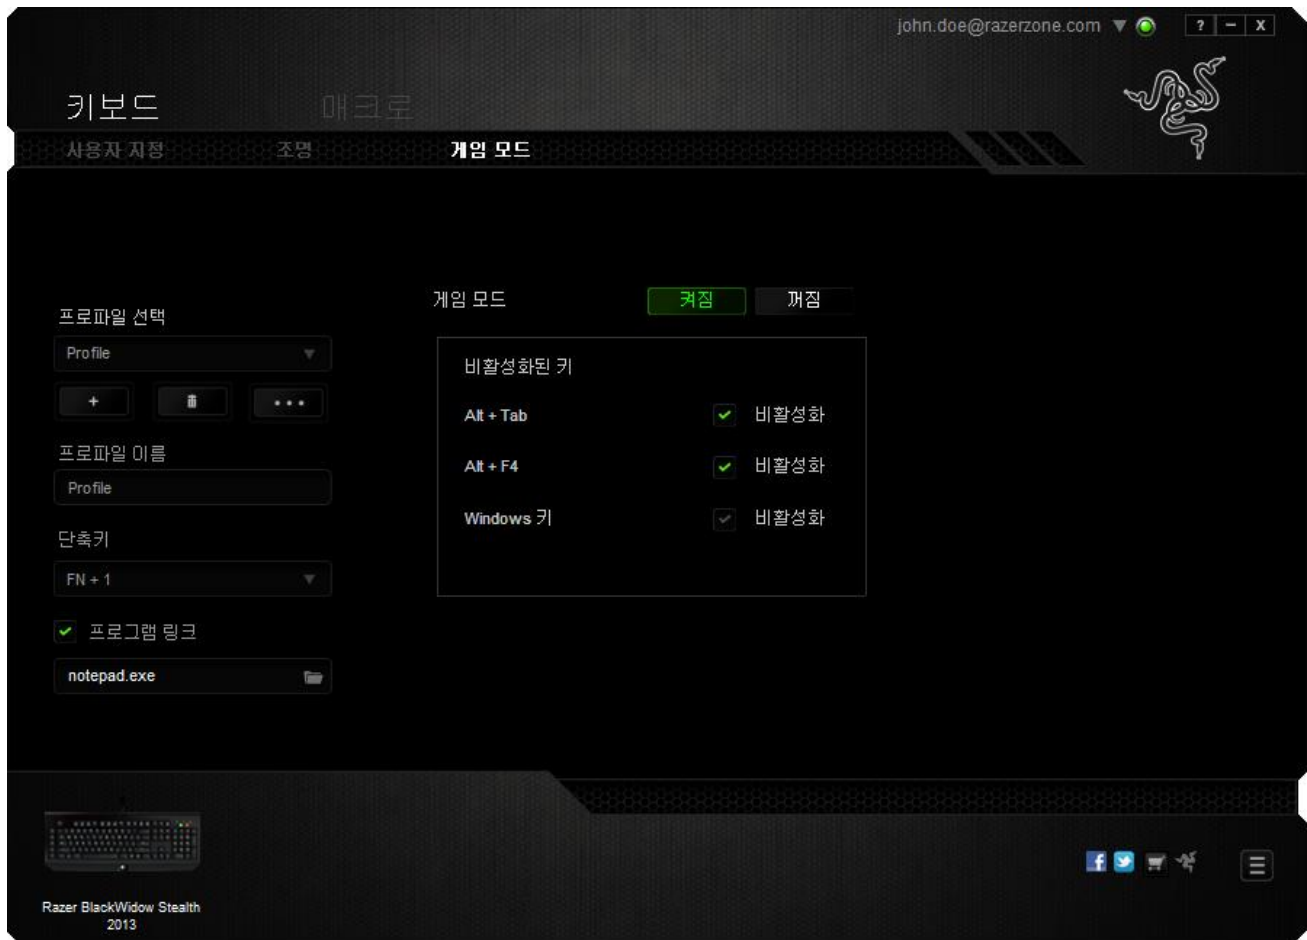 john.doe@razerzone.com
? – X
키보드 매크로
사용자 지정 조명 게임 모드
게임 모드 켜짐 꺼짐
프로파일 선택
Profile
+
프로파일 이름
Profile
단축키
FN + 1
프로그램 링크
notepad.exe
비활성화된 키
Alt + Tab 비활성화
Alt + F4 비활성화
Windows 키 비활성화
Razer BlackWidow Stealth
2013